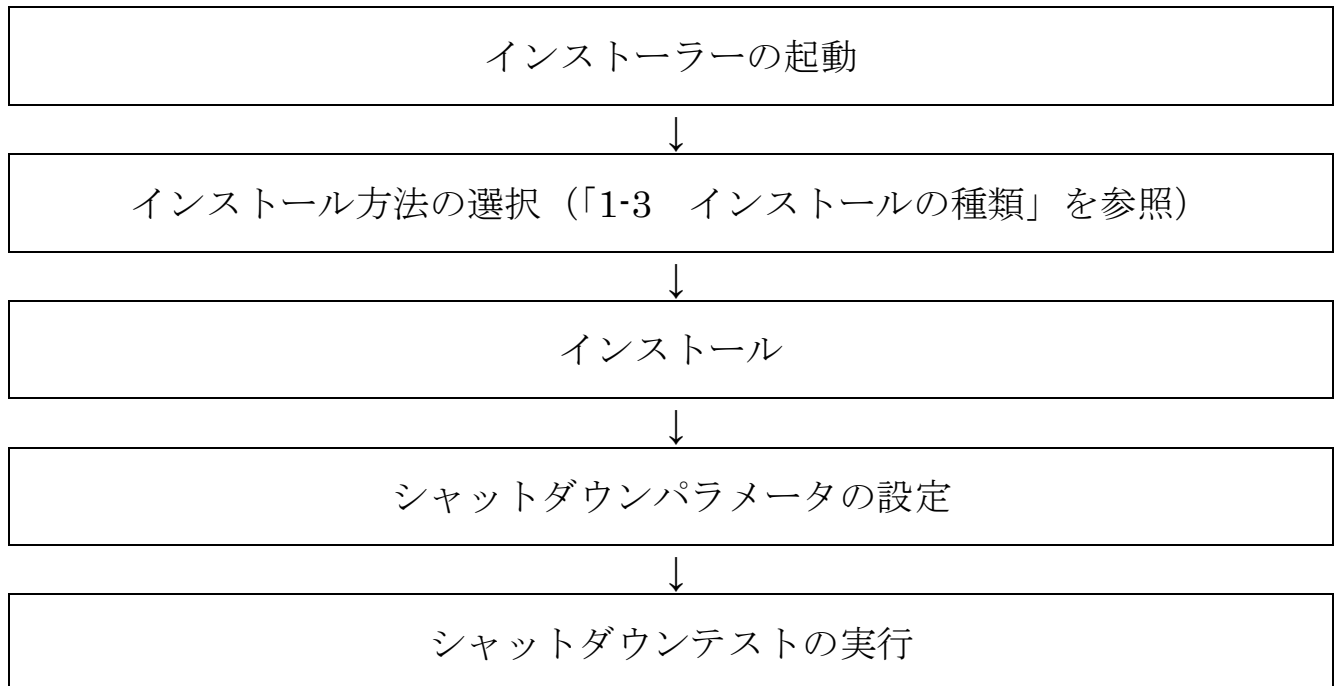 インストーラーの起動
↓
インストール方法の選択（「1-3　インストールの種類」を参照）
↓
インストール
↓
シャットダウンパラメータの設定
↓
シャットダウンテストの実行